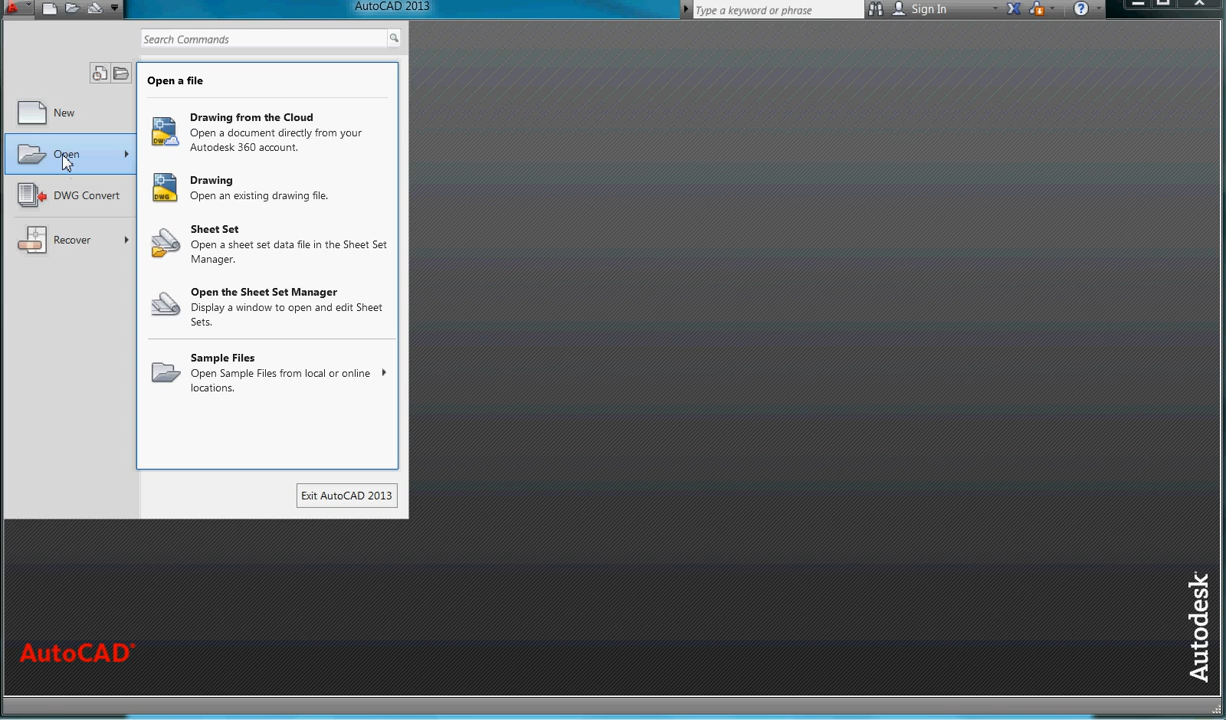 AutoCAD 2013
Type a keyword or phrase
Sign In
Search Commands
Open a file
New
Open
DWG Convert
Recover
Drawing from the Cloud
Open a document directly from your
Autodesk 360 account.
Drawing
Open an existing drawing file.
Sheet Set
Open a sheet set data file in the Sheet Set
Manager.
Open the Sheet Set Manager
Display a window to open and edit Sheet
Sets.
Sample Files
Open Sample Files from local or online
locations.
Exit AutoCAD 2013
AutoCAD®
Autodesk